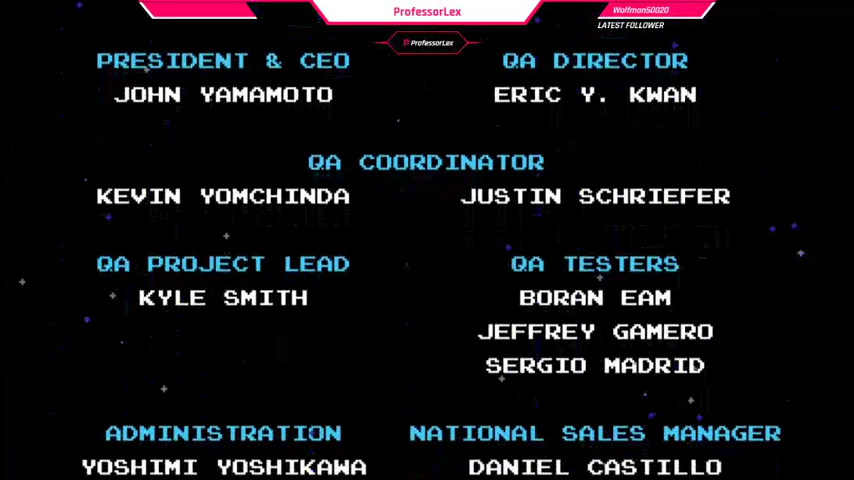 ProfessorLex
Wolfman50020
LATEST FOLLOWER
ProfessorLex
PRESIDENT & CEO QA DIRECTOR
JOHN YAMAMOTO ERIC Y. KWAN
QA COORDINATOR
KEVIN YOMCHINDA JUSTIN SCHRIEFER
QA PROJECT LEAD QA TESTERS
KYLE SMITH BORAN EAM
JEFFREY GAMERO
SERGIO MADRID
ADMINISTRATION NATIONAL SALES MANAGER
YOSHIMI YOSHIKAWA DANIEL CASTILLO